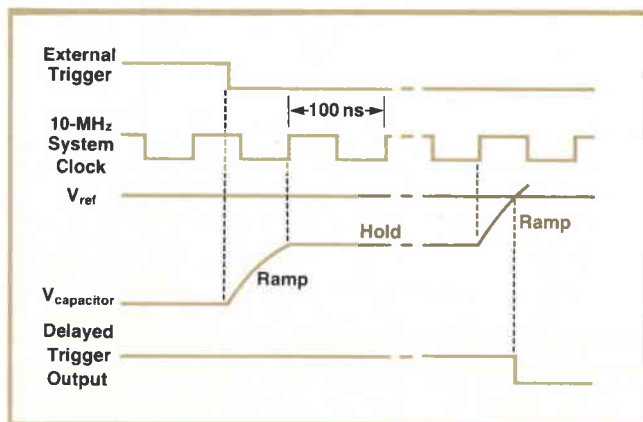 External
Trigger
100 ns
10-MHz
System
Clock
Vref
Hold
Ramp
Ramp
Vcapacitor
Delayed
Trigger
Output